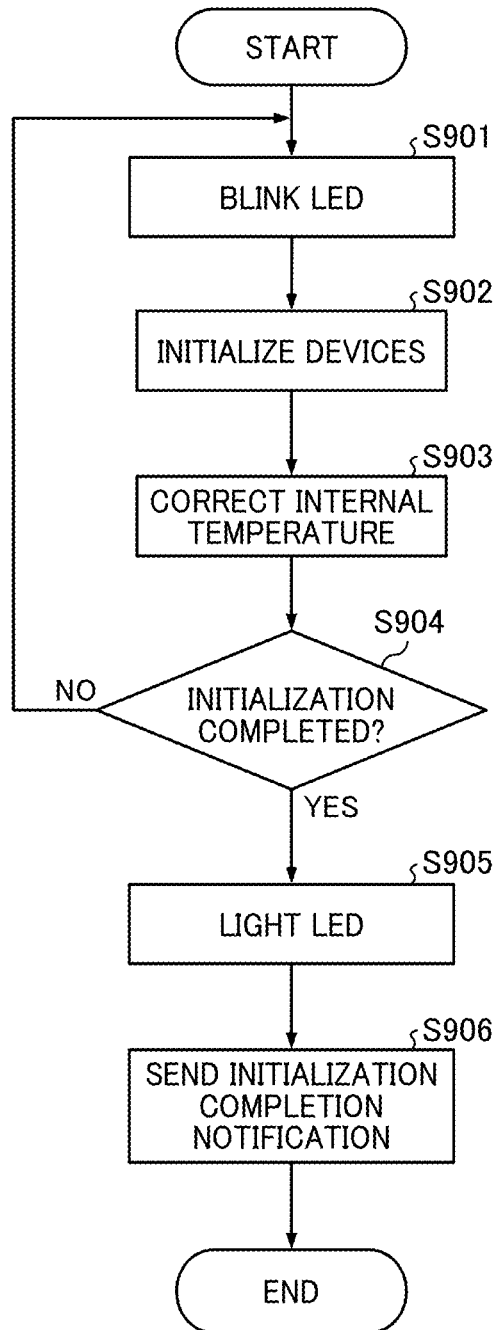 START
S901
BLINK LED
S902
INITIALIZE DEVICES
S903
CORRECT INTERNAL
TEMPERATURE
S904
INITIALIZATION
COMPLETED?
NO
YES
S905
LIGHT LED
S906
SEND INITIALIZATION
COMPLETION
NOTIFICATION
END